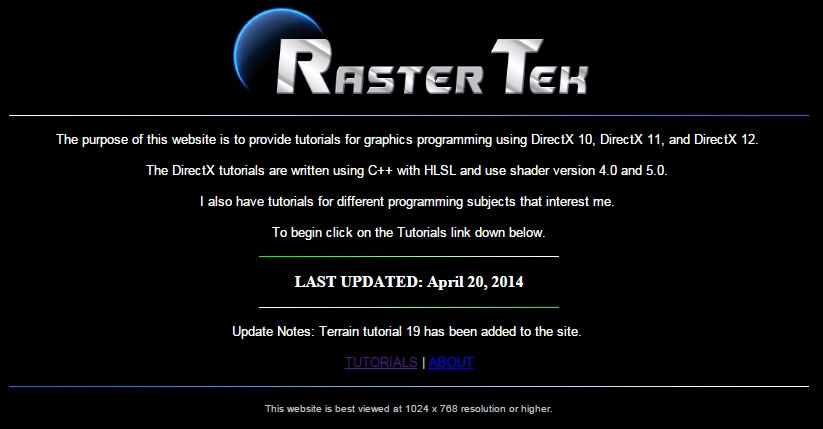 RASTER TEK
The purpose of this website is to provide tutorials for graphics programming using DirectX 10, DirectX 11, and DirectX 12.
The DirectX tutorials are written using C++ with HLSL and use shader version 4.0 and 5.0.
I also have tutorials for different programming subjects that interest me.
To begin click on the Tutorials link down below.
LAST UPDATED: April 20, 2014
Update Notes: Terrain tutorial 19 has been added to the site.
TUTORIALS | ABOUT
This website is best viewed at 1024 x 768 resolution or higher.